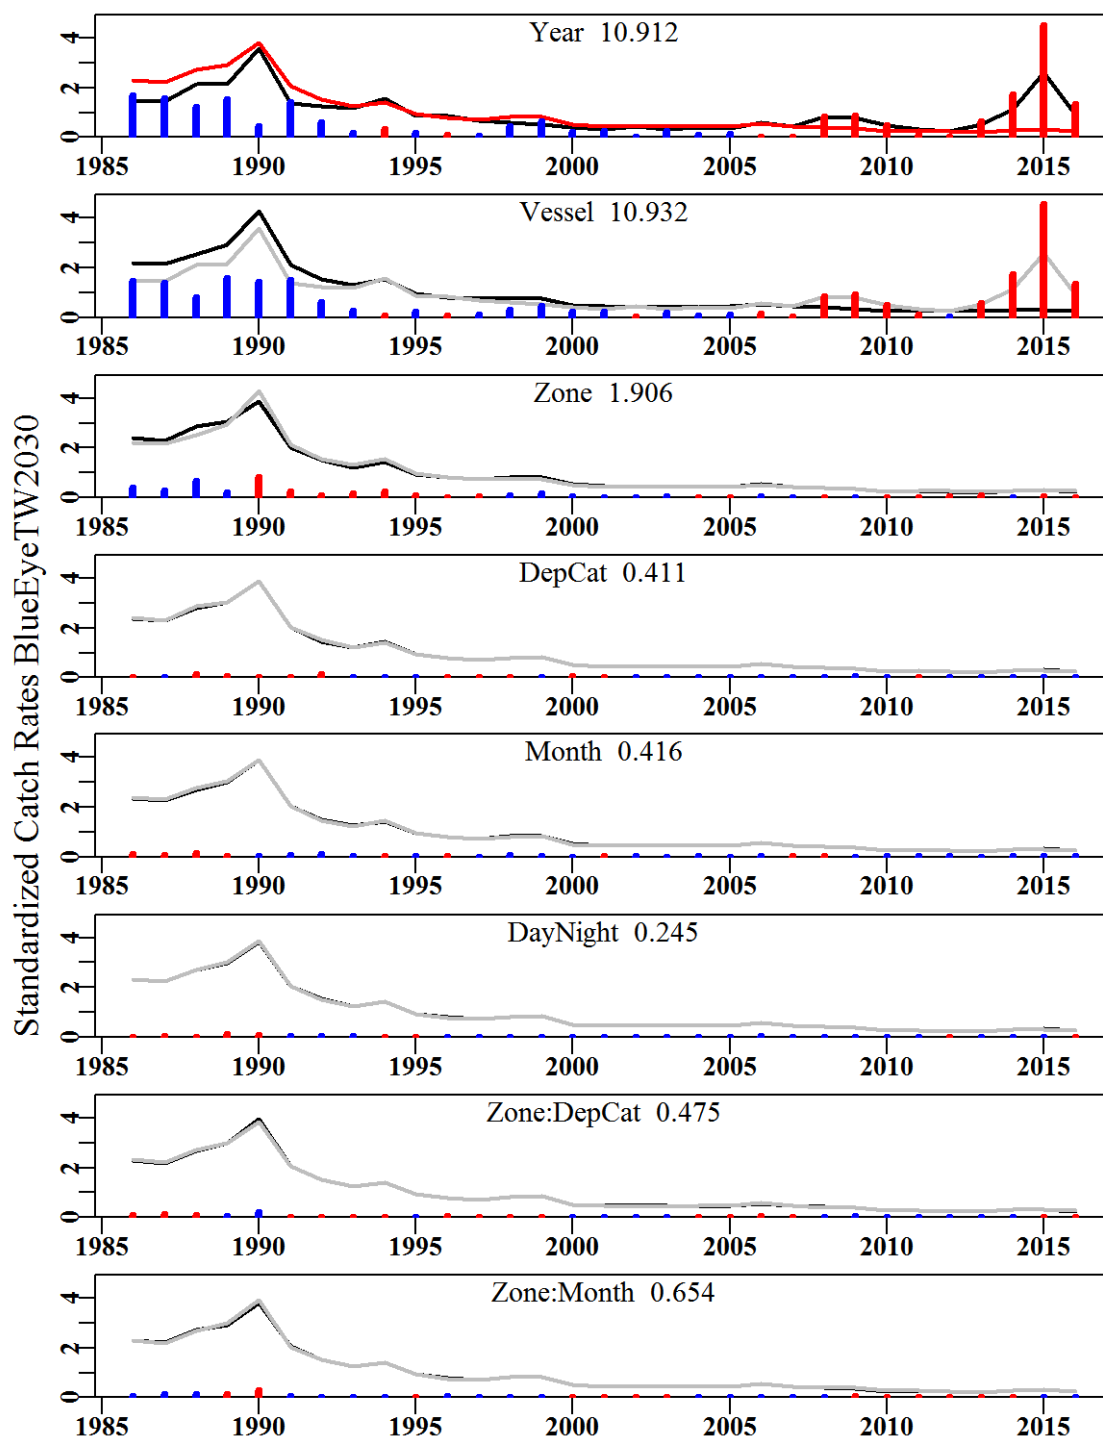 Standardized Catch Rates BlueEyeTW2030
Year 10.912
0 2 4
1985 1990 1995 2000 2005 2010 2015
Vessel 10.932
0 2 4
1985 1990 1995 2000 2005 2010 2015
Zone 1.906
0 2 4
1985 1990 1995 2000 2005 2010 2015
DepCat 0.411
0 2 4
1985 1990 1995 2000 2005 2010 2015
Month 0.416
0 2 4
1985 1990 1995 2000 2005 2010 2015
DayNight 0.245
0 2 4
1985 1990 1995 2000 2005 2010 2015
Zone:DepCat 0.475
0 2 4
1985 1990 1995 2000 2005 2010 2015
Zone:Month 0.654
0 2 4
1985 1990 1995 2000 2005 2010 2015